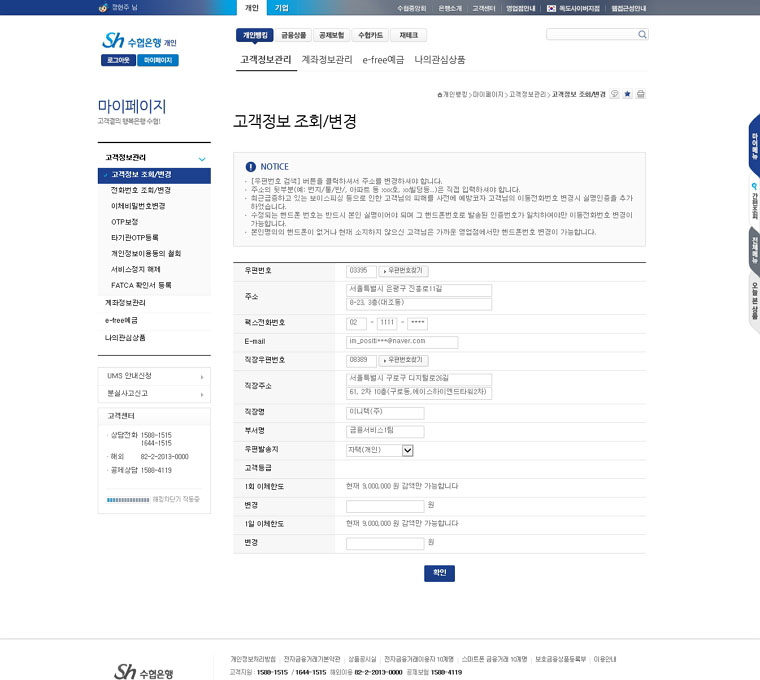 정현주 님
개인 기업
수협중앙회 은행소개 고객센터 영업점안내 독도사이버지점 웹접근성안내
Sh 수협은행 개인
로그아웃 마이페이지
개인뱅킹 금융상품 공제보험 수협카드 재테크
고객정보관리 계좌정보관리 e-free예금 나의관심상품
개인뱅킹 > 마이페이지 > 고객정보관리 > 고객정보 조회/변경
마이페이지
고객곁의 행복은행 수협!
고객정보관리
고객정보 조회/변경
전화번호 조회/변경
이체비밀번호변경
OTP보정
타기관OTP등록
개인정보이용동의 철회
서비스정지 해제
FATCA 확인서 등록
계좌정보관리
e-free예금
나의관심상품
UMS 안내신청
분실사고신고
고객센터
· 상담전화 1588-1515
1644-1515
· 해외 82-2-2013-0000
· 공제상담 1588-4119
해킹차단기 작동중
고객정보 조회/변경
NOTICE
· [우편번호 검색] 버튼을 클릭하셔서 주소를 변경하셔야 합니다.
· 주소의 뒷부분(예: 번지/통/반/, 아파트 동 xxx호, xx빌딩등..)은 직접 입력하셔야 합니다.
· 최근급증하고 있는 보이스피싱 등으로 인한 고객님의 피해를 사전에 예방코자 고객님의 이동전화번호 변경시 실명인증을 추가
하였습니다.
· 수정되는 핸드폰 번호는 반드시 본인 실명이어야 되며 그 핸드폰번호로 발송된 인증번호가 일치하여야만 이동전화번호 변경이
가능합니다.
· 본인명의의 핸드폰이 없거나 현재 소지하지 않으신 고객님은 가까운 영업점에서만 핸드폰번호 변경이 가능합니다.
우편번호 03395 우편번호찾기
주소 서울특별시 은평구 진흥로11길
8-23, 3층(대조동)
팩스전화번호 02 - 1111 - ****
E-mail im_positi***@naver.com
직장우편번호 08389 우편번호찾기
직장주소 서울특별시 구로구 디지털로26길
61, 2차 10층(구로동,에이스하이엔드타워2차)
직장명 이니텍(주)
부서명 금융서비스1팀
우편발송지 자택(개인)
고객등급
1회 이체한도 현재 9,000,000 원 감액만 가능합니다
변경 원
1일 이체한도 현재 9,000,000 원 감액만 가능합니다
변경 원
확인
마이메뉴
간편조회
전체메뉴
오늘 본 상품
Sh 수협은행
개인정보처리방침 전자금융거래기본약관 상품공시실 전자금융거래이용자 10계명 스마트폰 금융거래 10계명 보호금융상품등록부 이용안내
고객지원 : 1588-1515 / 1644-1515 해외이용 82-2-2013-0000 공제보험 1588-4119